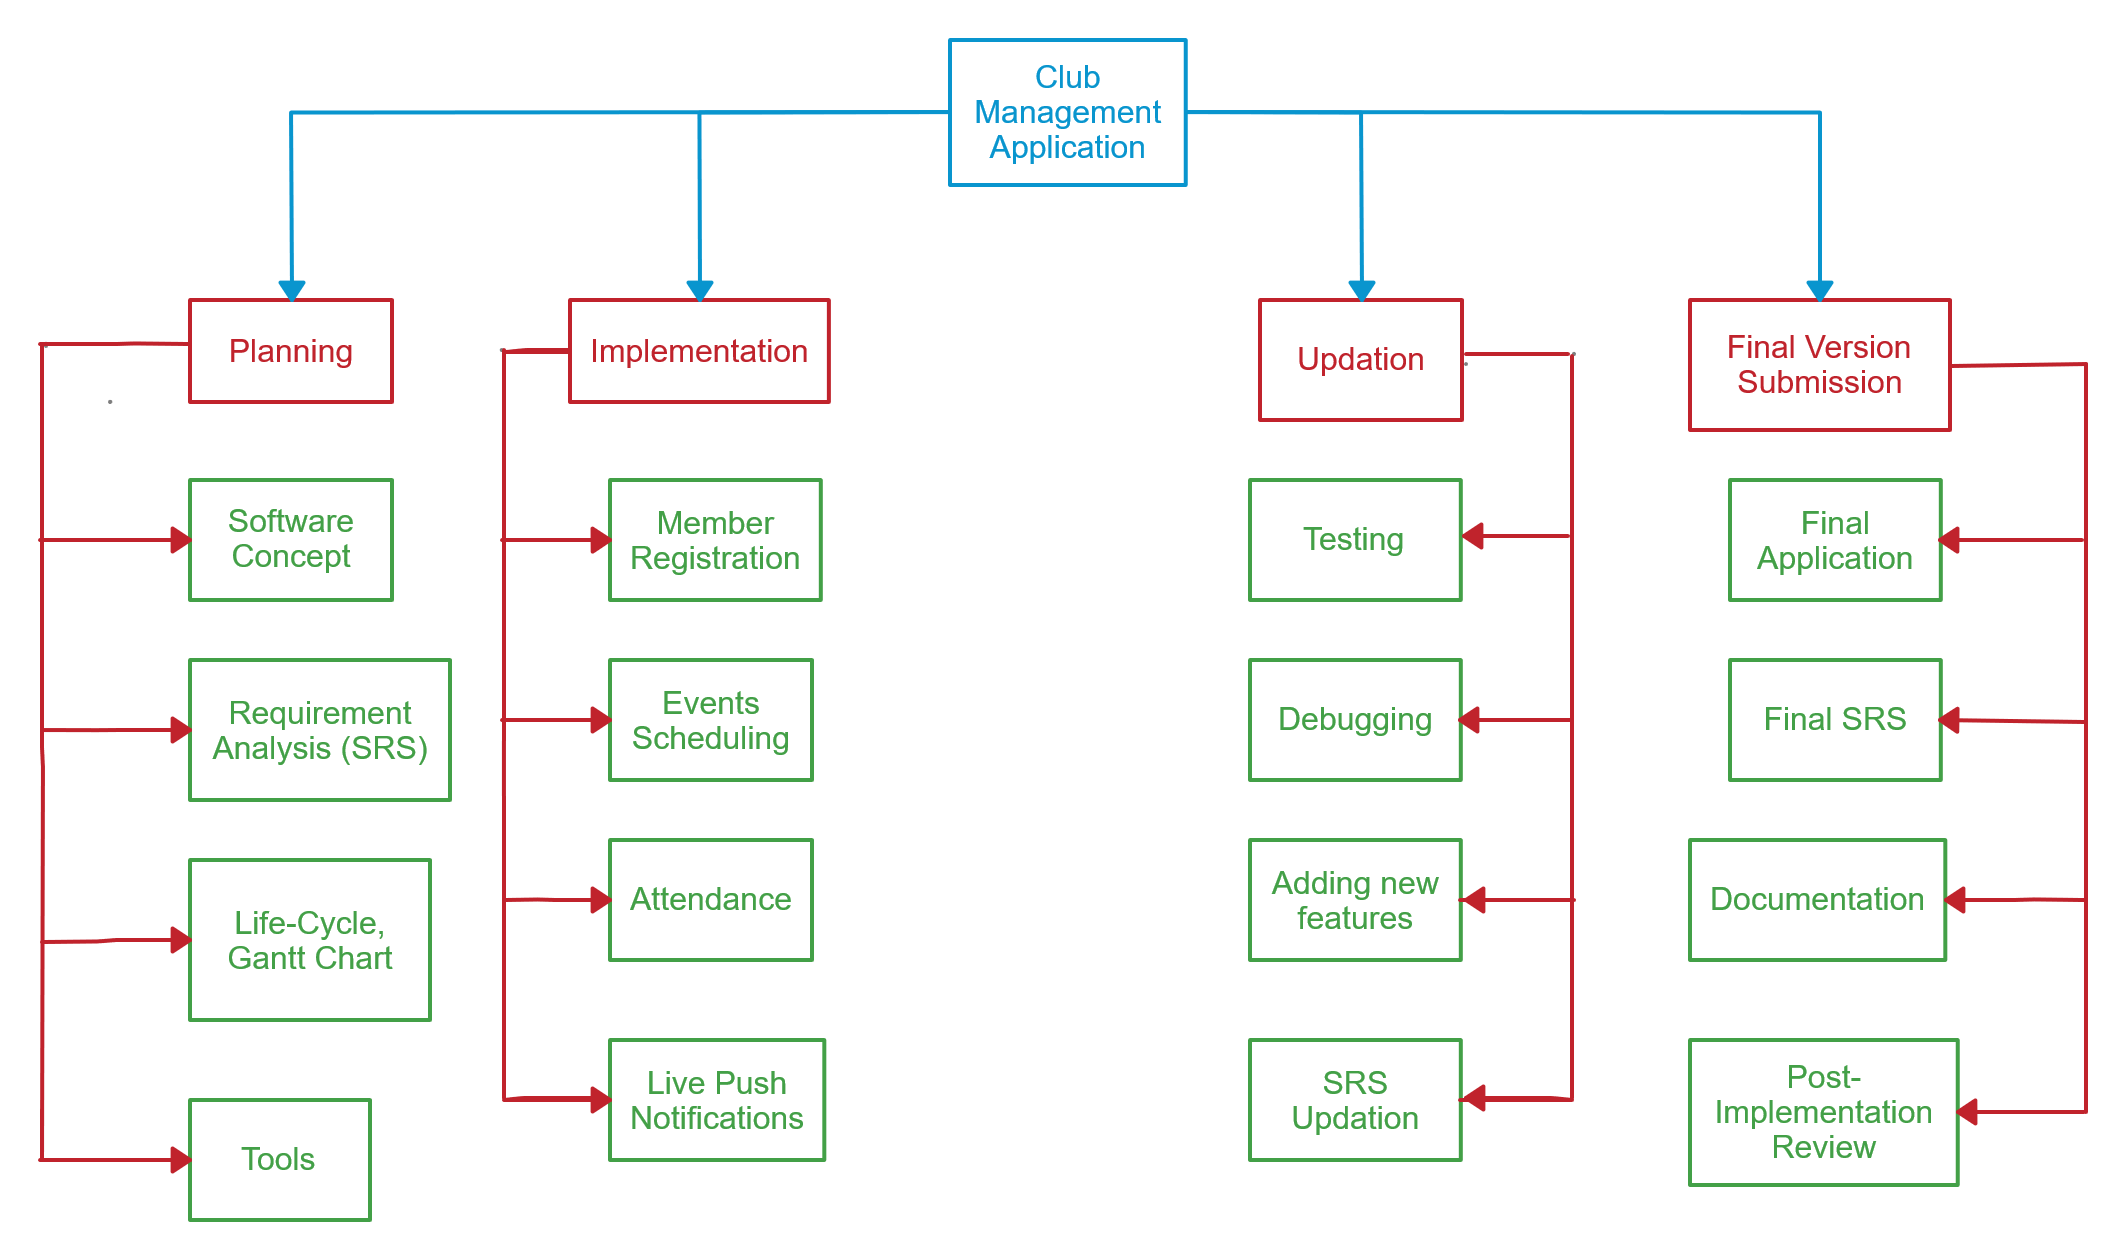 Club
Management
Application
Planning
Implementation
Updation
Final Version
Submission
Software
Concept
Member
Registration
Testing
Final
Application
Requirement
Analysis (SRS)
Events
Scheduling
Debugging
Final SRS
Life-Cycle,
Gantt Chart
Attendance
Adding new
features
Documentation
Tools
Live Push
Notifications
SRS
Updation
Post-
Implementation
Review